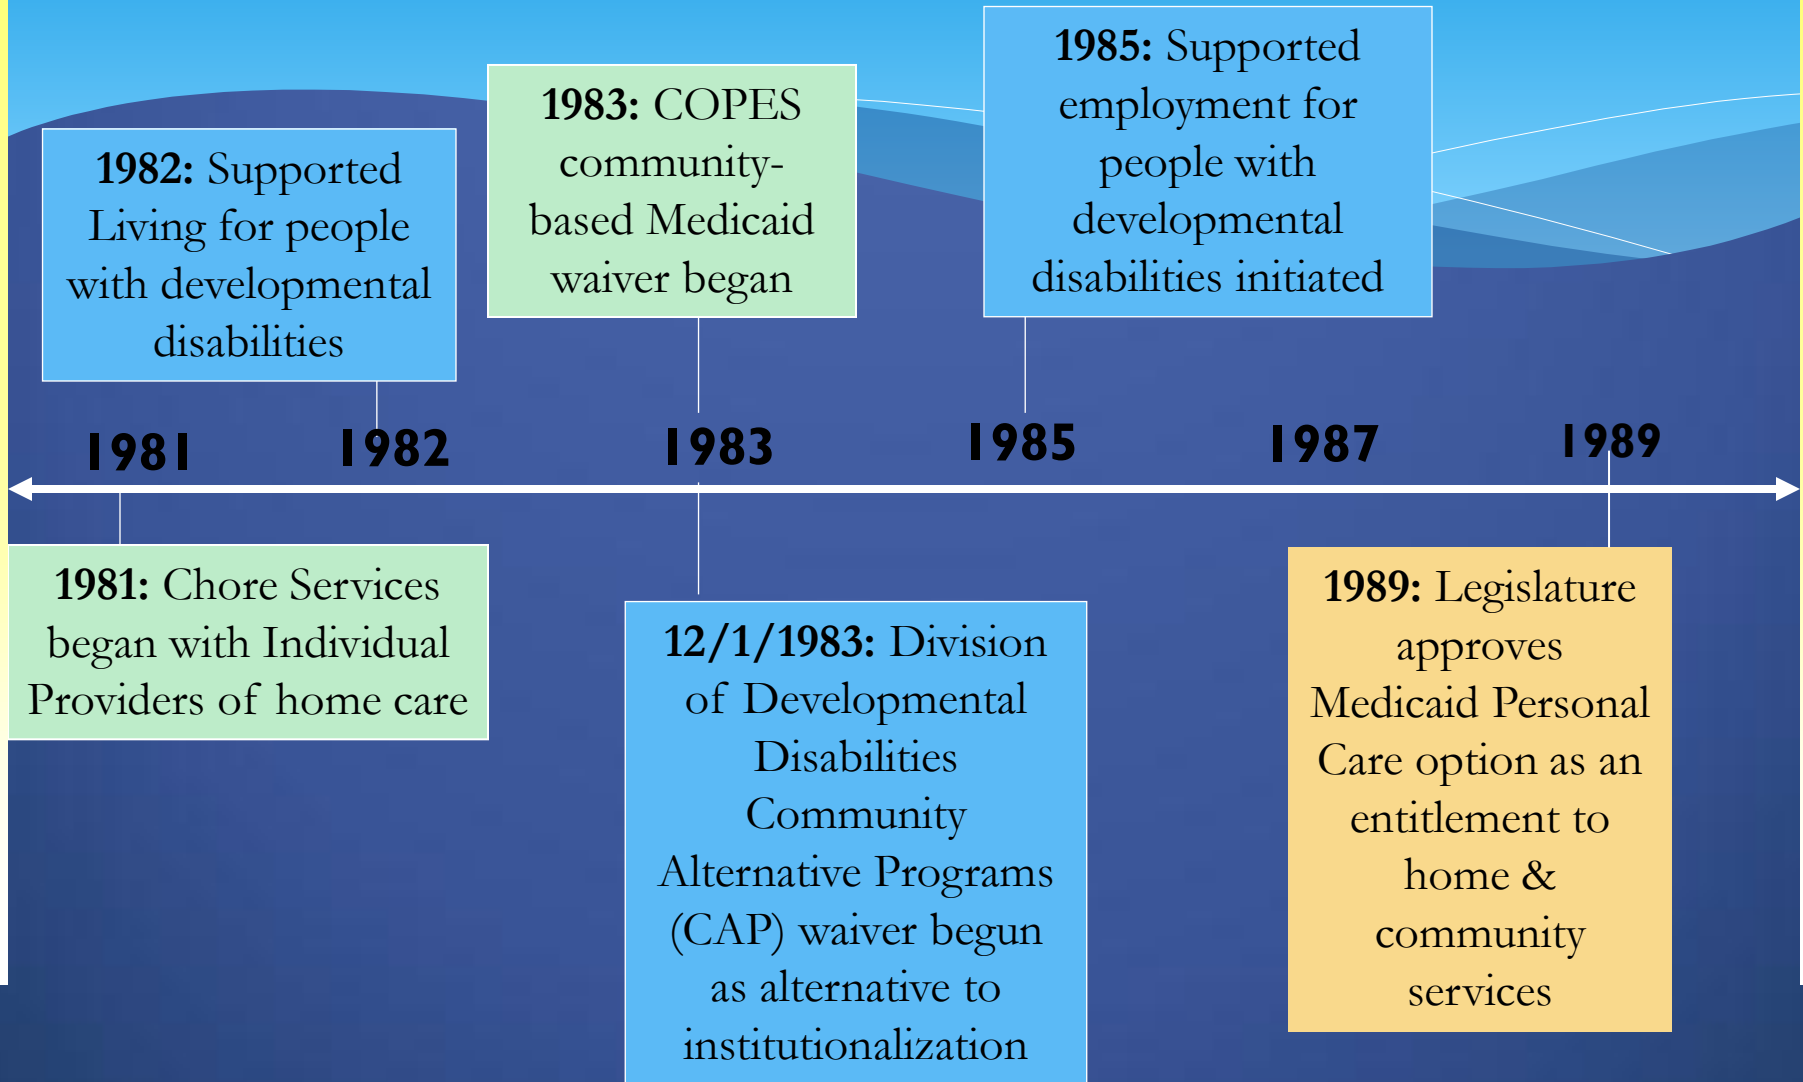 1982: Supported
Living for people
with developmental
disabilities
1983: COPES
community-
based Medicaid
waiver began
1985: Supported
employment for
people with
developmental
disabilities initiated
1981
1982
1983
1985
1987
1989
1981: Chore Services
began with Individual
Providers of home care
12/1/1983: Division
of Developmental
Disabilities
Community
Alternative Programs
(CAP) waiver begun
as alternative to
institutionalization
1989: Legislature
approves
Medicaid Personal
Care option as an
entitlement to
home &
community
services